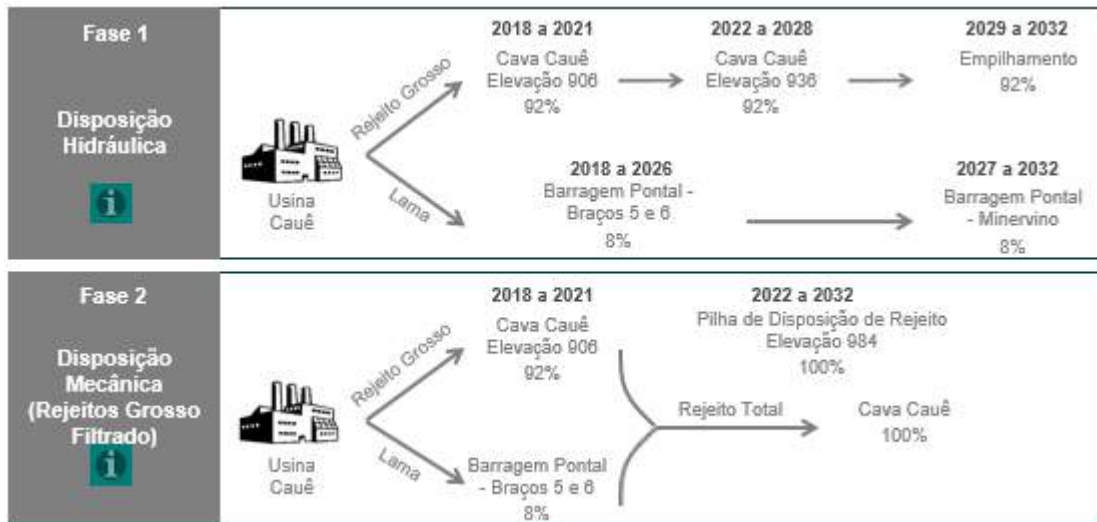 Fase 1
Disposição
Hidráulica
i
Usina
Cauê
Rejeito Grosso
Lama
2018 a 2021
Cava Cauê
Elevação 906
92%
2022 a 2028
Cava Cauê
Elevação 936
92%
2029 a 2032
Empilhamento
92%
2018 a 2026
Barragem Pontal -
Braços 5 e 6
8%
2027 a 2032
Barragem Pontal
- Minervino
8%
Fase 2
Disposição
Mecânica
(Rejeitos Grosso
Filtrado)
i
Usina
Cauê
Rejeito Grosso
Lama
2018 a 2021
Cava Cauê
Elevação 906
92%
Barragem Pontal
- Braços 5 e 6
8%
2022 a 2032
Pilha de Disposição de Rejeito
Elevação 984
100%
Rejeito Total
Cava Cauê
100%